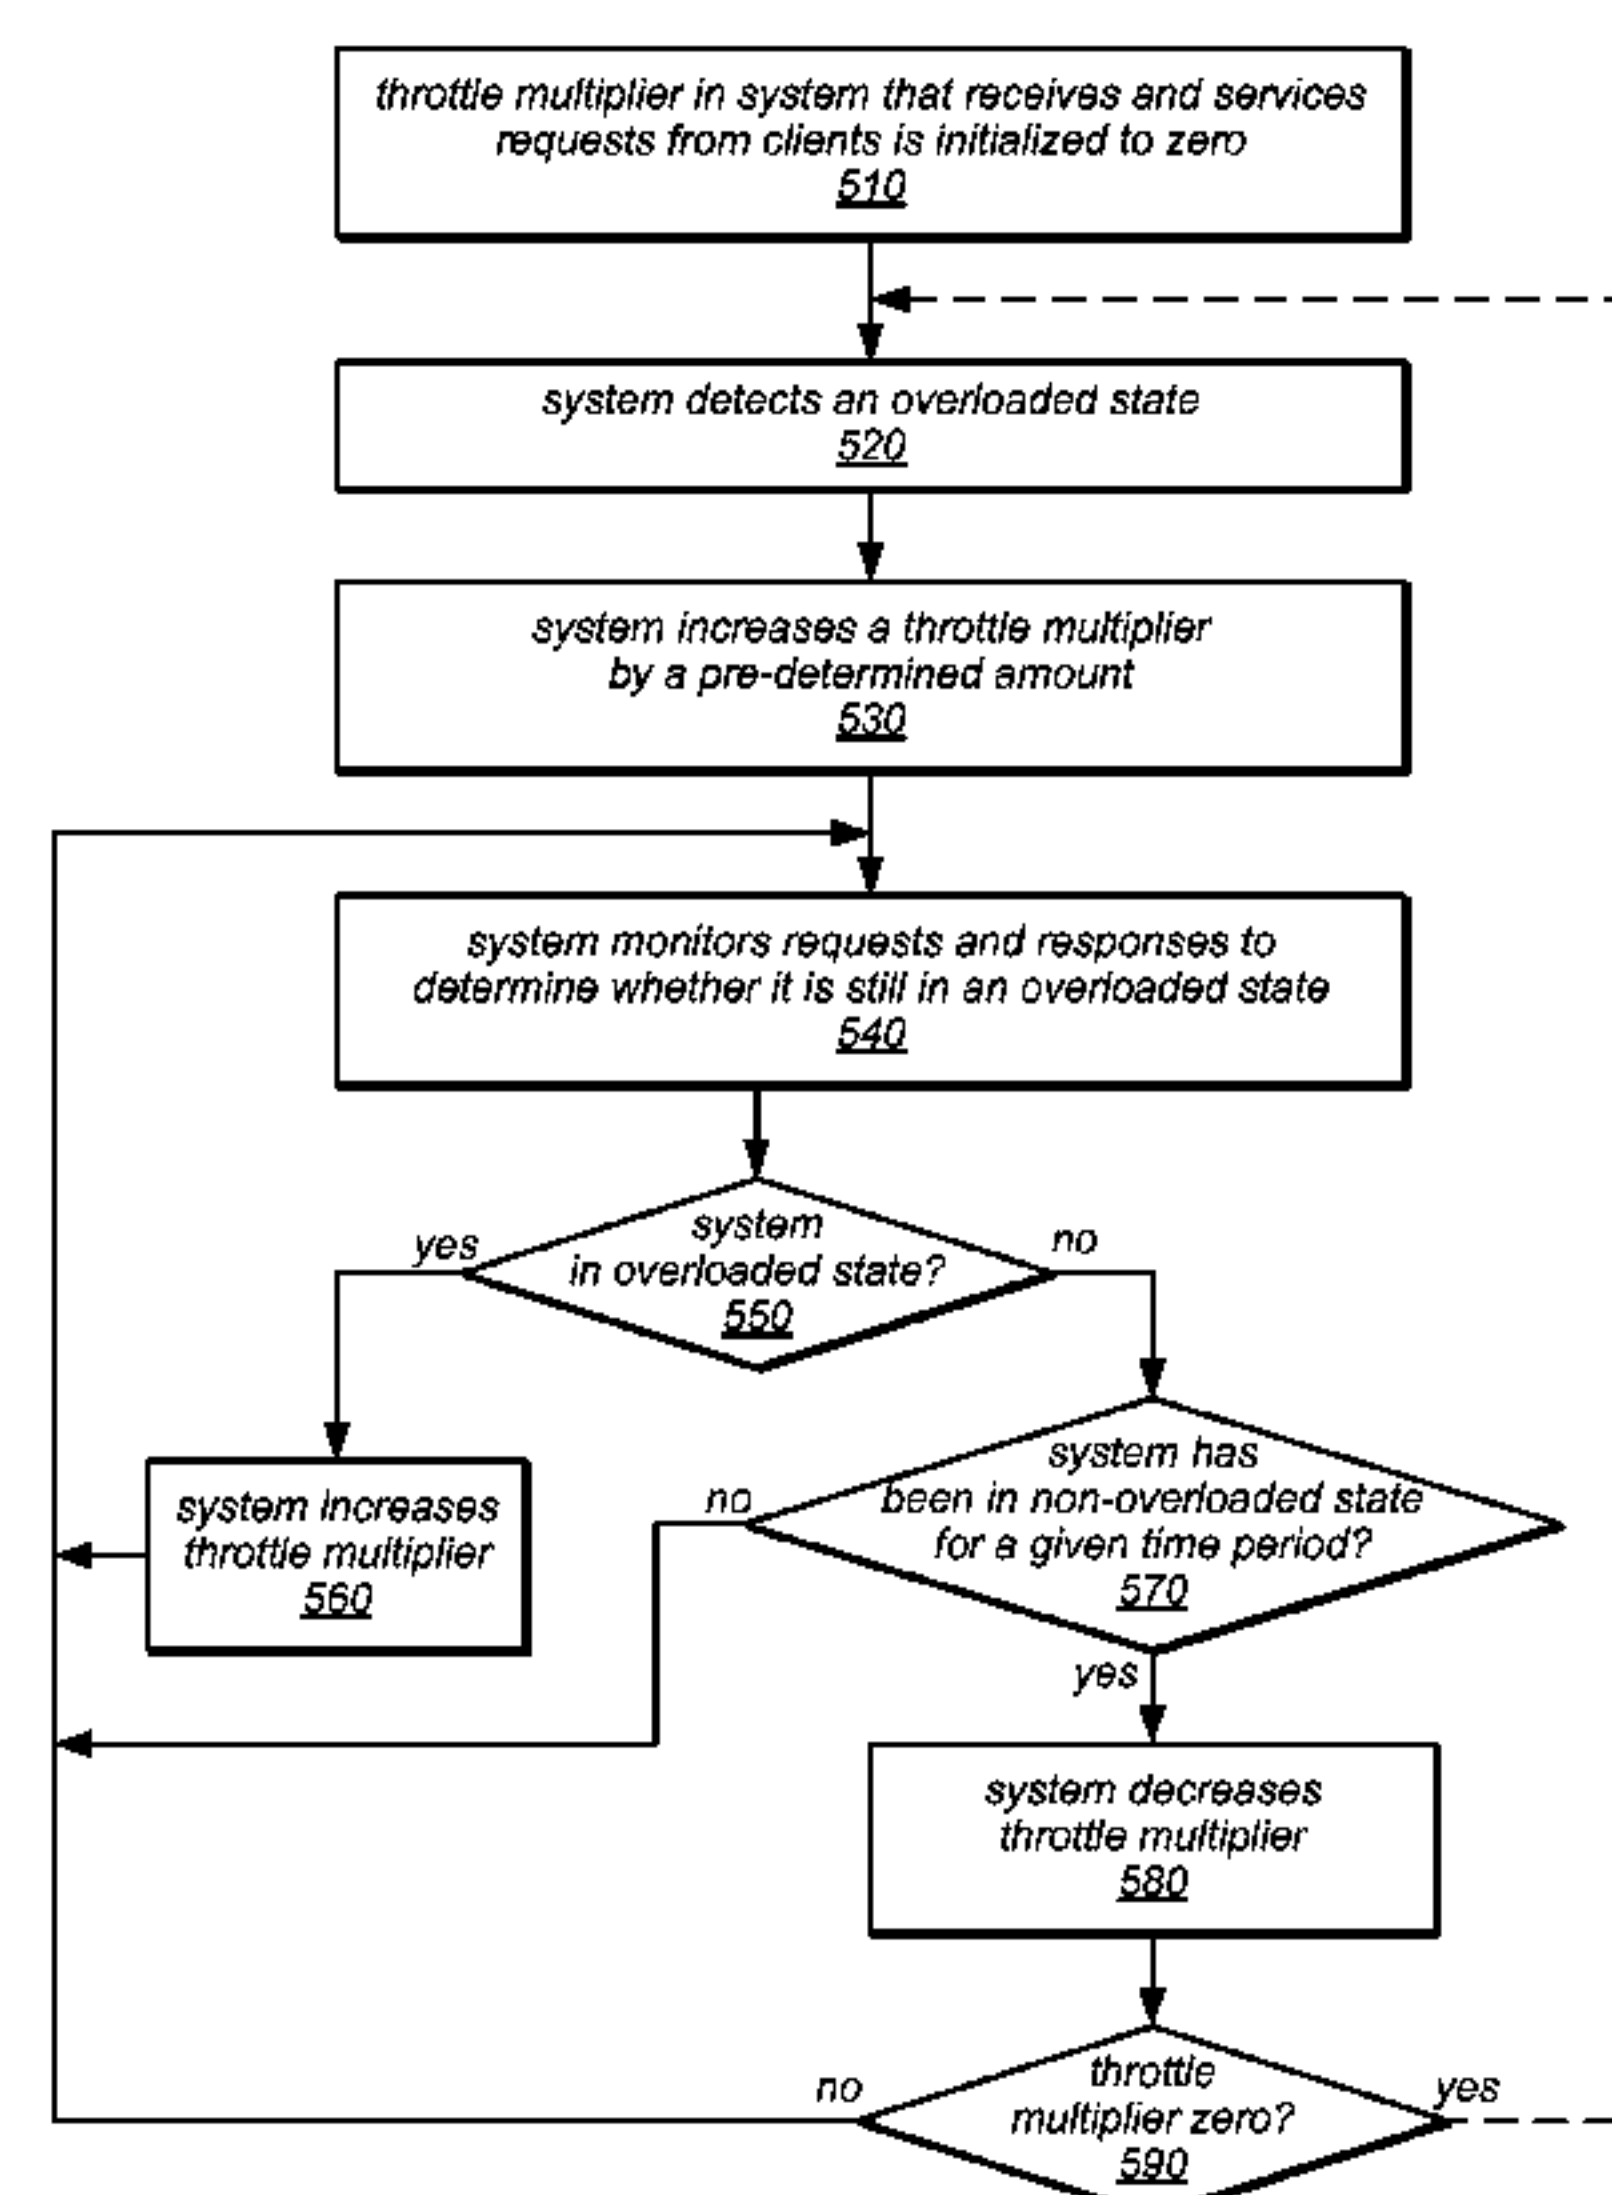 throttle multiplier in system that receives and services
requests from clients is initialized to zero
510
system detects an overloaded state
520
system increases a throttle multiplier
by a pre-determined amount
530
system monitors requests and responses to
determine whether it is still in an overloaded state
540
yes
system
in overloaded state?
550
no
system increases
throttle multiplier
560
no
system has
been in non-overloaded state
for a given time period?
570
yes
system decreases
throttle multiplier
580
no
throttle
multiplier zero?
590
yes